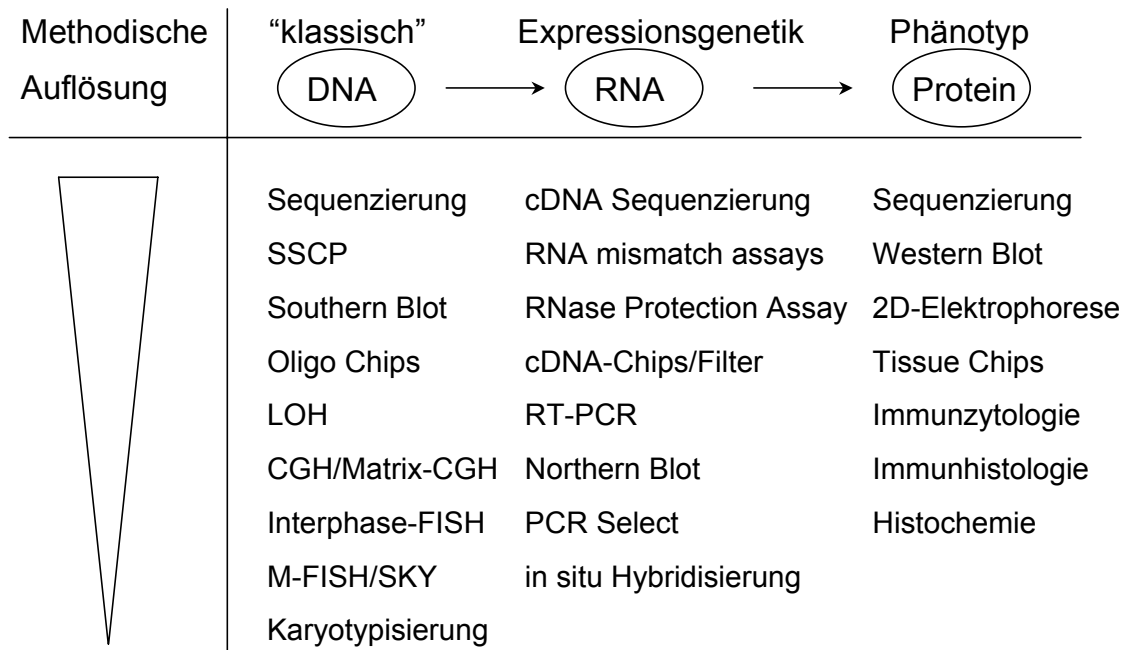 Methodische “klassisch” Expressionsgenetik Phänotyp
Auflösung DNA RNA Protein
Sequenzierung cDNA Sequenzierung Sequenzierung
SSCP RNA mismatch assays Western Blot
Southern Blot RNase Protection Assay 2D-Elektrophorese
Oligo Chips cDNA-Chips/Filter Tissue Chips
LOH RT-PCR Immunzytologie
CGH/Matrix-CGH Northern Blot Immunhistologie
Interphase-FISH PCR Select Histochemie
M-FISH/SKY in situ Hybridisierung
Karyotypisierung